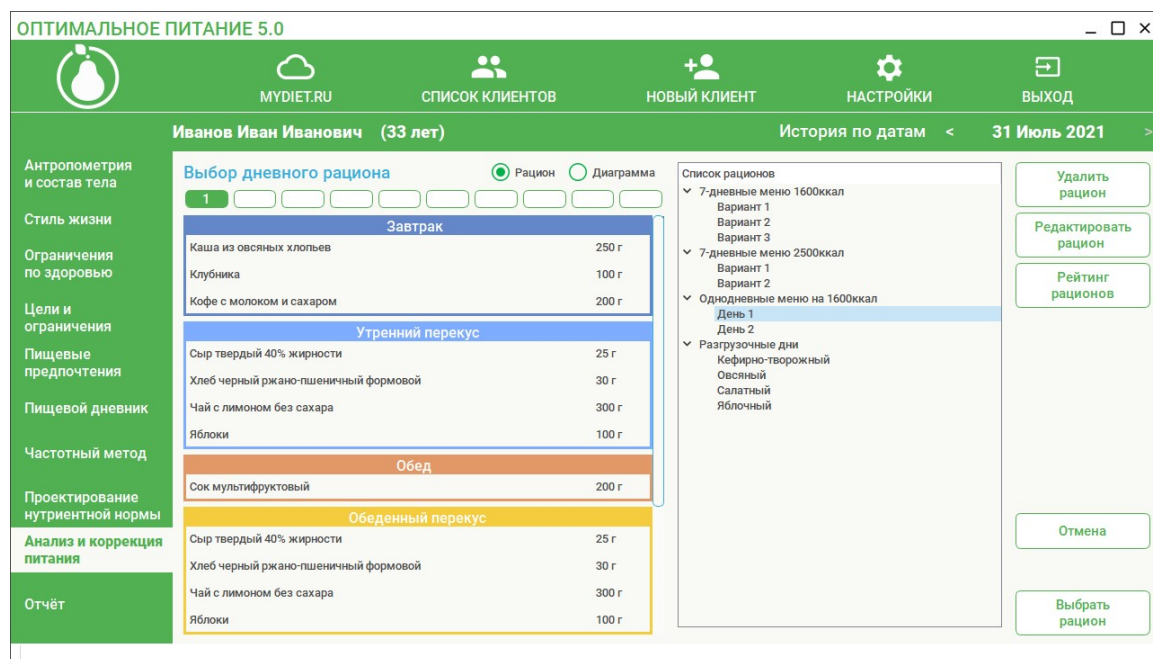 ОПТИМАЛЬНОЕ ПИТАНИЕ 5.0
MYDIET.RU
СПИСОК КЛИЕНТОВ
НОВЫЙ КЛИЕНТ
НАСТРОЙКИ
ВЫХОД
Иванов Иван Иванович (33 лет)
История по датам < 31 Июль 2021 >
Антропометрия
и состав тела
Стиль жизни
Ограничения
по здоровью
Цели и
ограничения
Пищевые
предпочтения
Пищевой дневник
Частотный метод
Проектирование
нутриентной нормы
Анализ и коррекция
питания
Отчёт
Выбор дневного рациона
Рацион
Диаграмма
1
Завтрак
Каша из овсяных хлопьев 250 г
Клубника 100 г
Кофе с молоком и сахаром 200 г
Утренний перекус
Сыр твердый 40% жирности 25 г
Хлеб черный ржано-пшеничный формовой 30 г
Чай с лимоном без сахара 300 г
Яблоки 100 г
Обед
Сок мультифруктовый 200 г
Обеденный перекус
Сыр твердый 40% жирности 25 г
Хлеб черный ржано-пшеничный формовой 30 г
Чай с лимоном без сахара 300 г
Яблоки 100 г
Список рационов
7-дневные меню 1600ккал
Вариант 1
Вариант 2
Вариант 3
7-дневные меню 2500ккал
Вариант 1
Вариант 2
Однодневные меню на 1600ккал
День 1
День 2
Разгрузочные дни
Кефирно-творожный
Овсяный
Салатный
Яблочный
Удалить
рацион
Редактировать
рацион
Рейтинг
рационов
Отмена
Выбрать
рацион